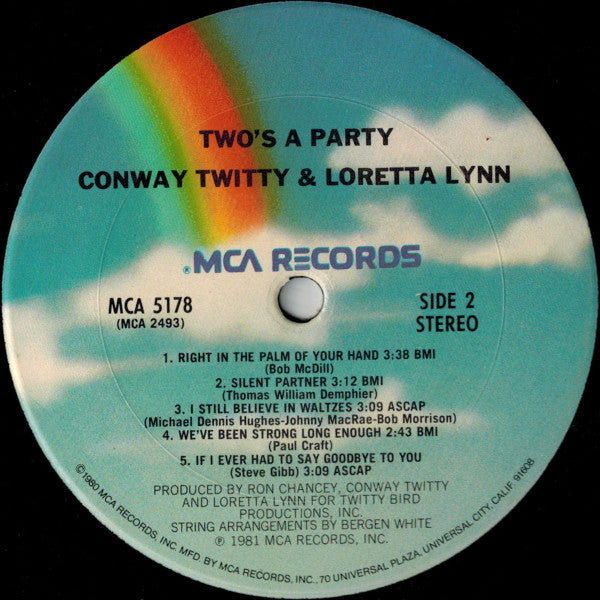 TWO'S A PARTY
CONWAY TWITTY & LORETTA LYNN
®MCA RECORDS
MCA 5178
(MCA 2493)
SIDE 2
STEREO
1. RIGHT IN THE PALM OF YOUR HAND 3:38 BMI
(Bob McDill)
2. SILENT PARTNER 3:12 BMI
(Thomas William Demphier)
3. I STILL BELIEVE IN WALTZES 3:09 ASCAP
(Michael Dennis Hughes-Johnny MacRae-Bob Morrison)
4. WE'VE BEEN STRONG LONG ENOUGH 2:43 BMI
(Paul Craft)
5. IF I EVER HAD TO SAY GOODBYE TO YOU
(Steve Gibb) 3:09 ASCAP
PRODUCED BY RON CHANCEY, CONWAY TWITTY
AND LORETTA LYNN FOR TWITTY BIRD
PRODUCTIONS, INC.
STRING ARRANGEMENTS BY BERGEN WHITE
℗ 1981 MCA RECORDS, INC.
©1980 MCA RECORDS, INC. MFD. BY MCA RECORDS, INC., 70 UNIVERSAL PLAZA, UNIVERSAL CITY, CALIF. 91608